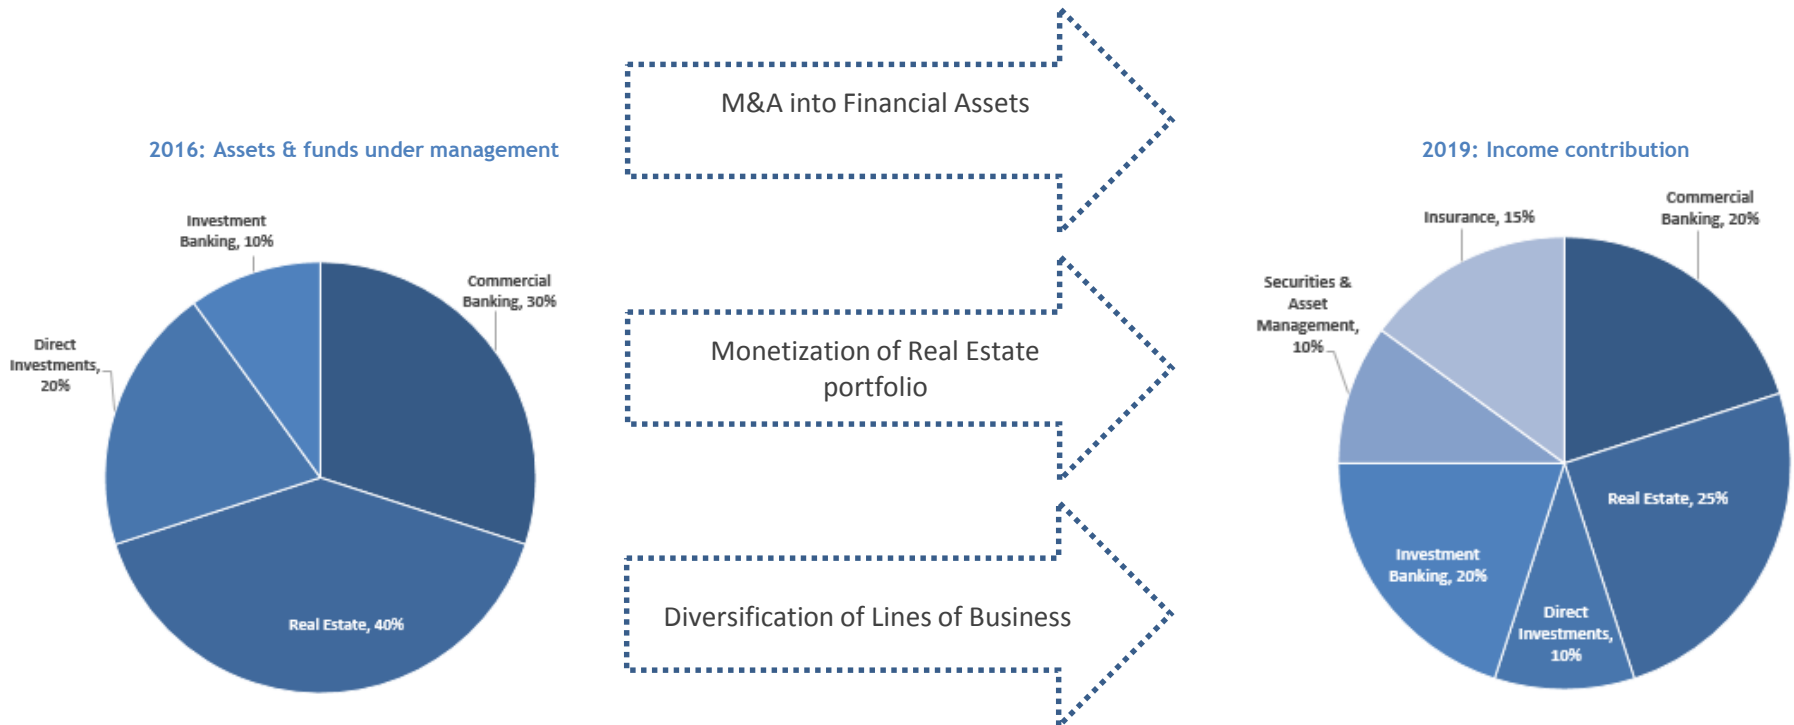 2016: Assets & funds under management
Investment
Banking, 10%
Commercial
Banking, 30%
Direct
Investments,
20%
Real Estate, 40%
M&A into Financial Assets
Monetization of Real Estate
portfolio
Diversification of Lines of Business
2019: Income contribution
Insurance, 15%
Commercial
Banking, 20%
Securities &
Asset
Management,
10%
Real Estate, 25%
Investment
Banking, 20%
Direct
Investments,
10%